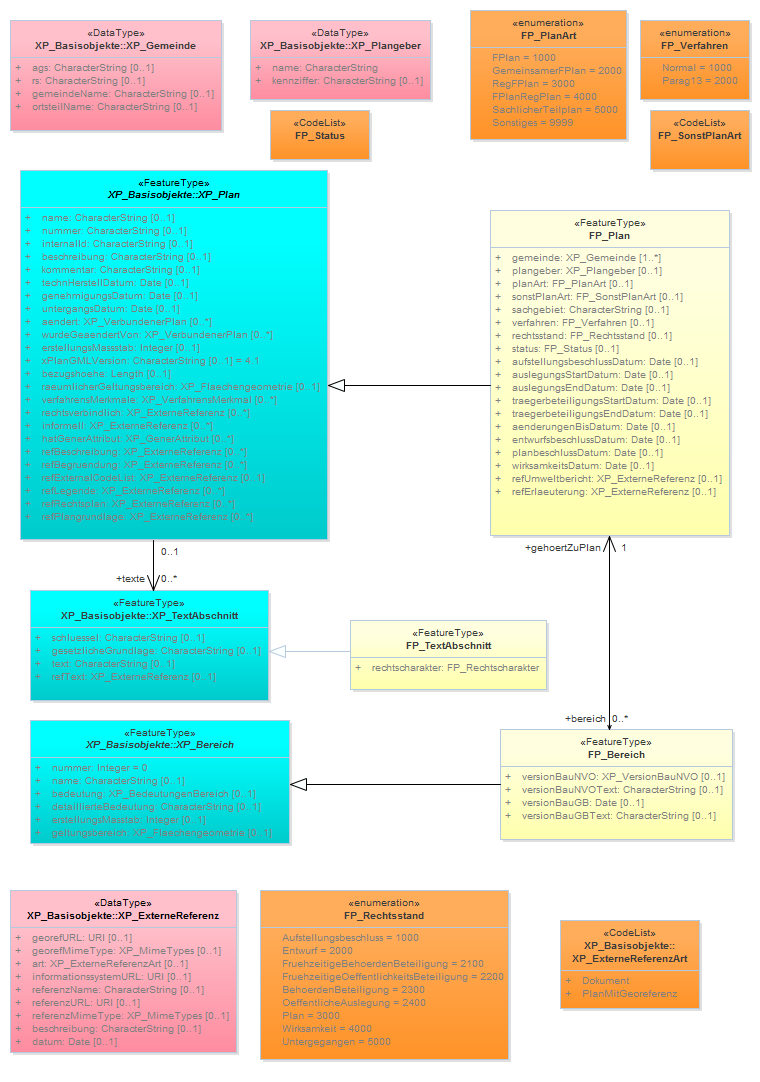 «DataType»
XP_Basisobjekte::XP_Gemeinde
+ ags: CharacterString [0..1]
+ rs: CharacterString [0..1]
+ gemeindeName: CharacterString [0..1]
+ ortsteilName: CharacterString [0..1]
«DataType»
XP_Basisobjekte::XP_Plangeber
+ name: CharacterString
+ kennziffer: CharacterString [0..1]
«enumeration»
FP_PlanArt
FPlan = 1000
GemeinsamerFPlan = 2000
RegFPlan = 3000
FPlanRegPlan = 4000
SachlicherTeilplan = 5000
Sonstiges = 9999
«enumeration»
FP_Verfahren
Normal = 1000
Parag13 = 2000
«CodeList»
FP_Status
«CodeList»
FP_SonstPlanArt
«FeatureType»
XP_Basisobjekte::XP_Plan
+ name: CharacterString [0..1]
+ nummer: CharacterString [0..1]
+ internalId: CharacterString [0..1]
+ beschreibung: CharacterString [0..1]
+ kommentar: CharacterString [0..1]
+ technHerstellDatum: Date [0..1]
+ genehmigungsDatum: Date [0..1]
+ untergangsDatum: Date [0..1]
+ aendert: XP_VerbundenerPlan [0..*]
+ wurdeGeaendertVon: XP_VerbundenerPlan [0..*]
+ erstellungsMassstab: Integer [0..1]
+ xPlanGMLVersion: CharacterString [0..1] = 4.1
+ bezugshoehe: Length [0..1]
+ raeumlicherGeltungsbereich: XP_Flaechengeometrie [0..1]
+ verfahrensMerkmale: XP_VerfahrensMerkmal [0..*]
+ rechtsverbindlich: XP_ExterneReferenz [0..*]
+ informell: XP_ExterneReferenz [0..*]
+ hatGenerAttribut: XP_GenerAttribut [0..*]
+ refBeschreibung: XP_ExterneReferenz [0..*]
+ refBegruendung: XP_ExterneReferenz [0..*]
+ refExternalCodeList: XP_ExterneReferenz [0..1]
+ refLegende: XP_ExterneReferenz [0..*]
+ refRechtsplan: XP_ExterneReferenz [0..*]
+ refPlangrundlage: XP_ExterneReferenz [0..*]
«FeatureType»
FP_Plan
+ gemeinde: XP_Gemeinde [1..*]
+ plangeber: XP_Plangeber [0..1]
+ planArt: FP_PlanArt [0..1]
+ sonstPlanArt: FP_SonstPlanArt [0..1]
+ sachgebiet: CharacterString [0..1]
+ verfahren: FP_Verfahren [0..1]
+ rechtsstand: FP_Rechtsstand [0..1]
+ status: FP_Status [0..1]
+ aufstellungsbeschlussDatum: Date [0..1]
+ auslegungsStartDatum: Date [0..1]
+ auslegungsEndDatum: Date [0..1]
+ traegerbeteiligungsStartDatum: Date [0..1]
+ traegerbeteiligungsEndDatum: Date [0..1]
+ aenderungenBisDatum: Date [0..1]
+ entwurfsbeschlussDatum: Date [0..1]
+ planbeschlussDatum: Date [0..1]
+ wirksamkeitsDatum: Date [0..1]
+ refUmweltbericht: XP_ExterneReferenz [0..1]
+ refErlaeuterung: XP_ExterneReferenz [0..1]
0..1
+texte 0..*
+gehoertZuPlan 1
«FeatureType»
XP_Basisobjekte::XP_TextAbschnitt
+ schluessel: CharacterString [0..1]
+ gesetzlicheGrundlage: CharacterString [0..1]
+ text: CharacterString [0..1]
+ refText: XP_ExterneReferenz [0..1]
«FeatureType»
FP_TextAbschnitt
+ rechtscharakter: FP_Rechtscharakter
+bereich 0..*
«FeatureType»
XP_Basisobjekte::XP_Bereich
+ nummer: Integer = 0
+ name: CharacterString [0..1]
+ bedeutung: XP_BedeutungenBereich [0..1]
+ detaillierteBedeutung: CharacterString [0..1]
+ erstellungsMasstab: Integer [0..1]
+ geltungsbereich: XP_Flaechengeometrie [0..1]
«FeatureType»
FP_Bereich
+ versionBauNVO: XP_VersionBauNVO [0..1]
+ versionBauNVOText: CharacterString [0..1]
+ versionBauGB: Date [0..1]
+ versionBauGBText: CharacterString [0..1]
«DataType»
XP_Basisobjekte::XP_ExterneReferenz
+ georefURL: URI [0..1]
+ georefMimeType: XP_MimeTypes [0..1]
+ art: XP_ExterneReferenzArt [0..1]
+ informationssystemURL: URI [0..1]
+ referenzName: CharacterString [0..1]
+ referenzURL: URI [0..1]
+ referenzMimeType: XP_MimeTypes [0..1]
+ beschreibung: CharacterString [0..1]
+ datum: Date [0..1]
«enumeration»
FP_Rechtsstand
Aufstellungsbeschluss = 1000
Entwurf = 2000
FruehzeitigeBehoerdenBeteiligung = 2100
FruehzeitigeOeffentlichkeitsBeteiligung = 2200
BehoerdenBeteiligung = 2300
OeffentlicheAuslegung = 2400
Plan = 3000
Wirksamkeit = 4000
Untergegangen = 5000
«CodeList»
XP_Basisobjekte::
XP_ExterneReferenzArt
+ Dokument
+ PlanMitGeoreferenz